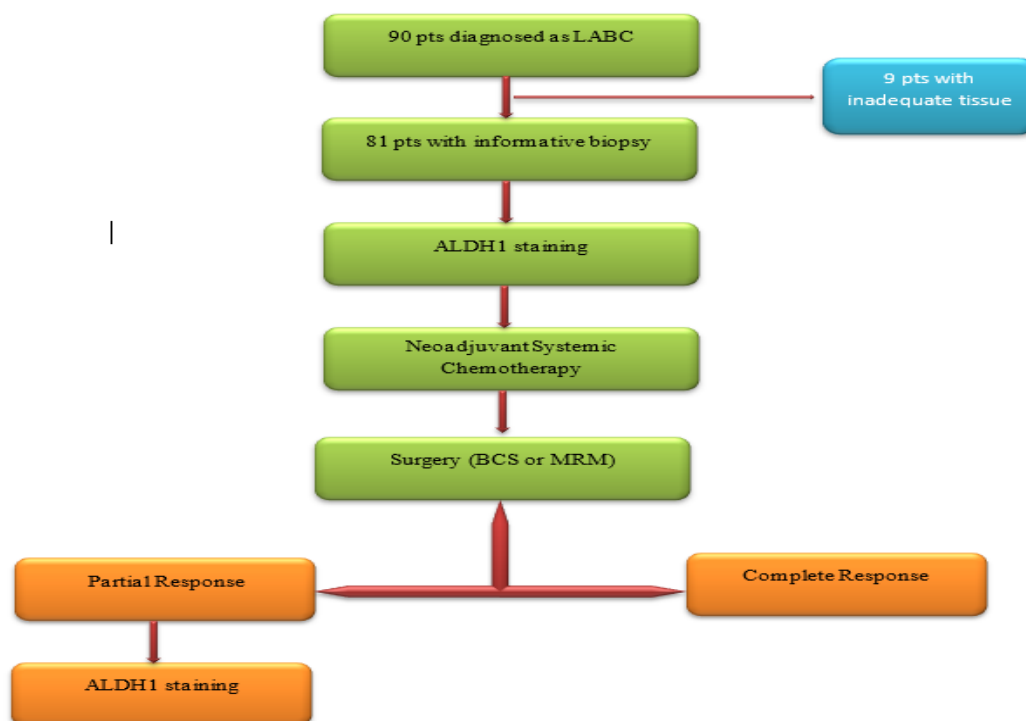 90 pts diagnosed as LABC
9 pts with
inadequate tissue
81 pts with informative biopsy
ALDH1 staining
Neoadjuvant Systemic
Chemotherapy
Surgery (BCS or MRM)
Partial Response
Complete Response
ALDH1 staining